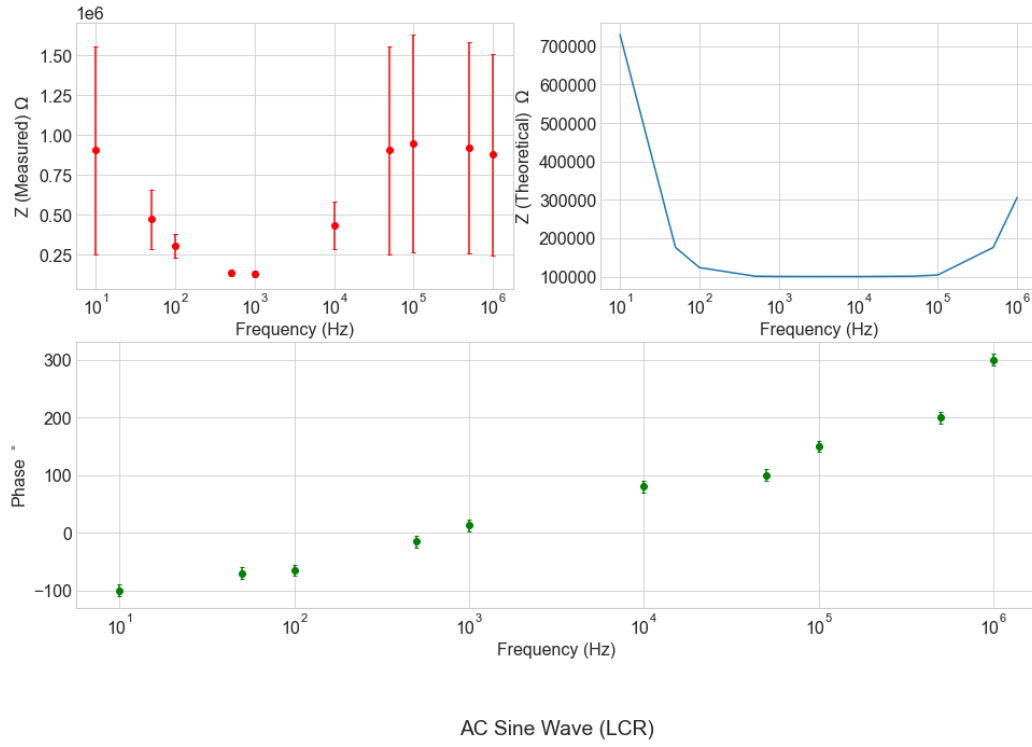 1e6
Z (Measured) Ω
1.50
1.25
1.00
0.75
0.50
0.25
10¹ 10² 10³ 10⁴ 10⁵ 10⁶
Frequency (Hz)
Z (Theoretical) Ω
700000
600000
500000
400000
300000
200000
100000
10¹ 10² 10³ 10⁴ 10⁵ 10⁶
Frequency (Hz)
Phase °
300
200
100
0
−100
10¹ 10² 10³ 10⁴ 10⁵ 10⁶
Frequency (Hz)
AC Sine Wave (LCR)